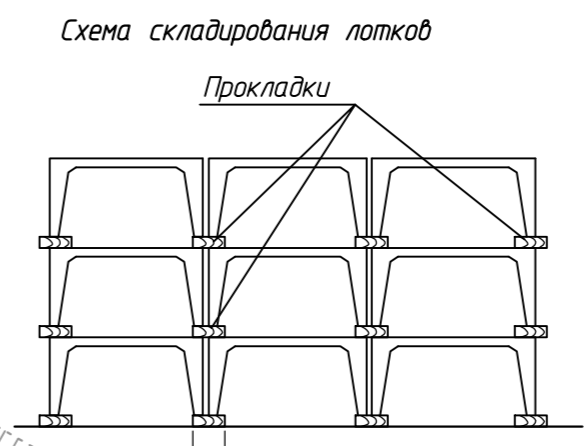 Схема складирования лотков
Прокладки